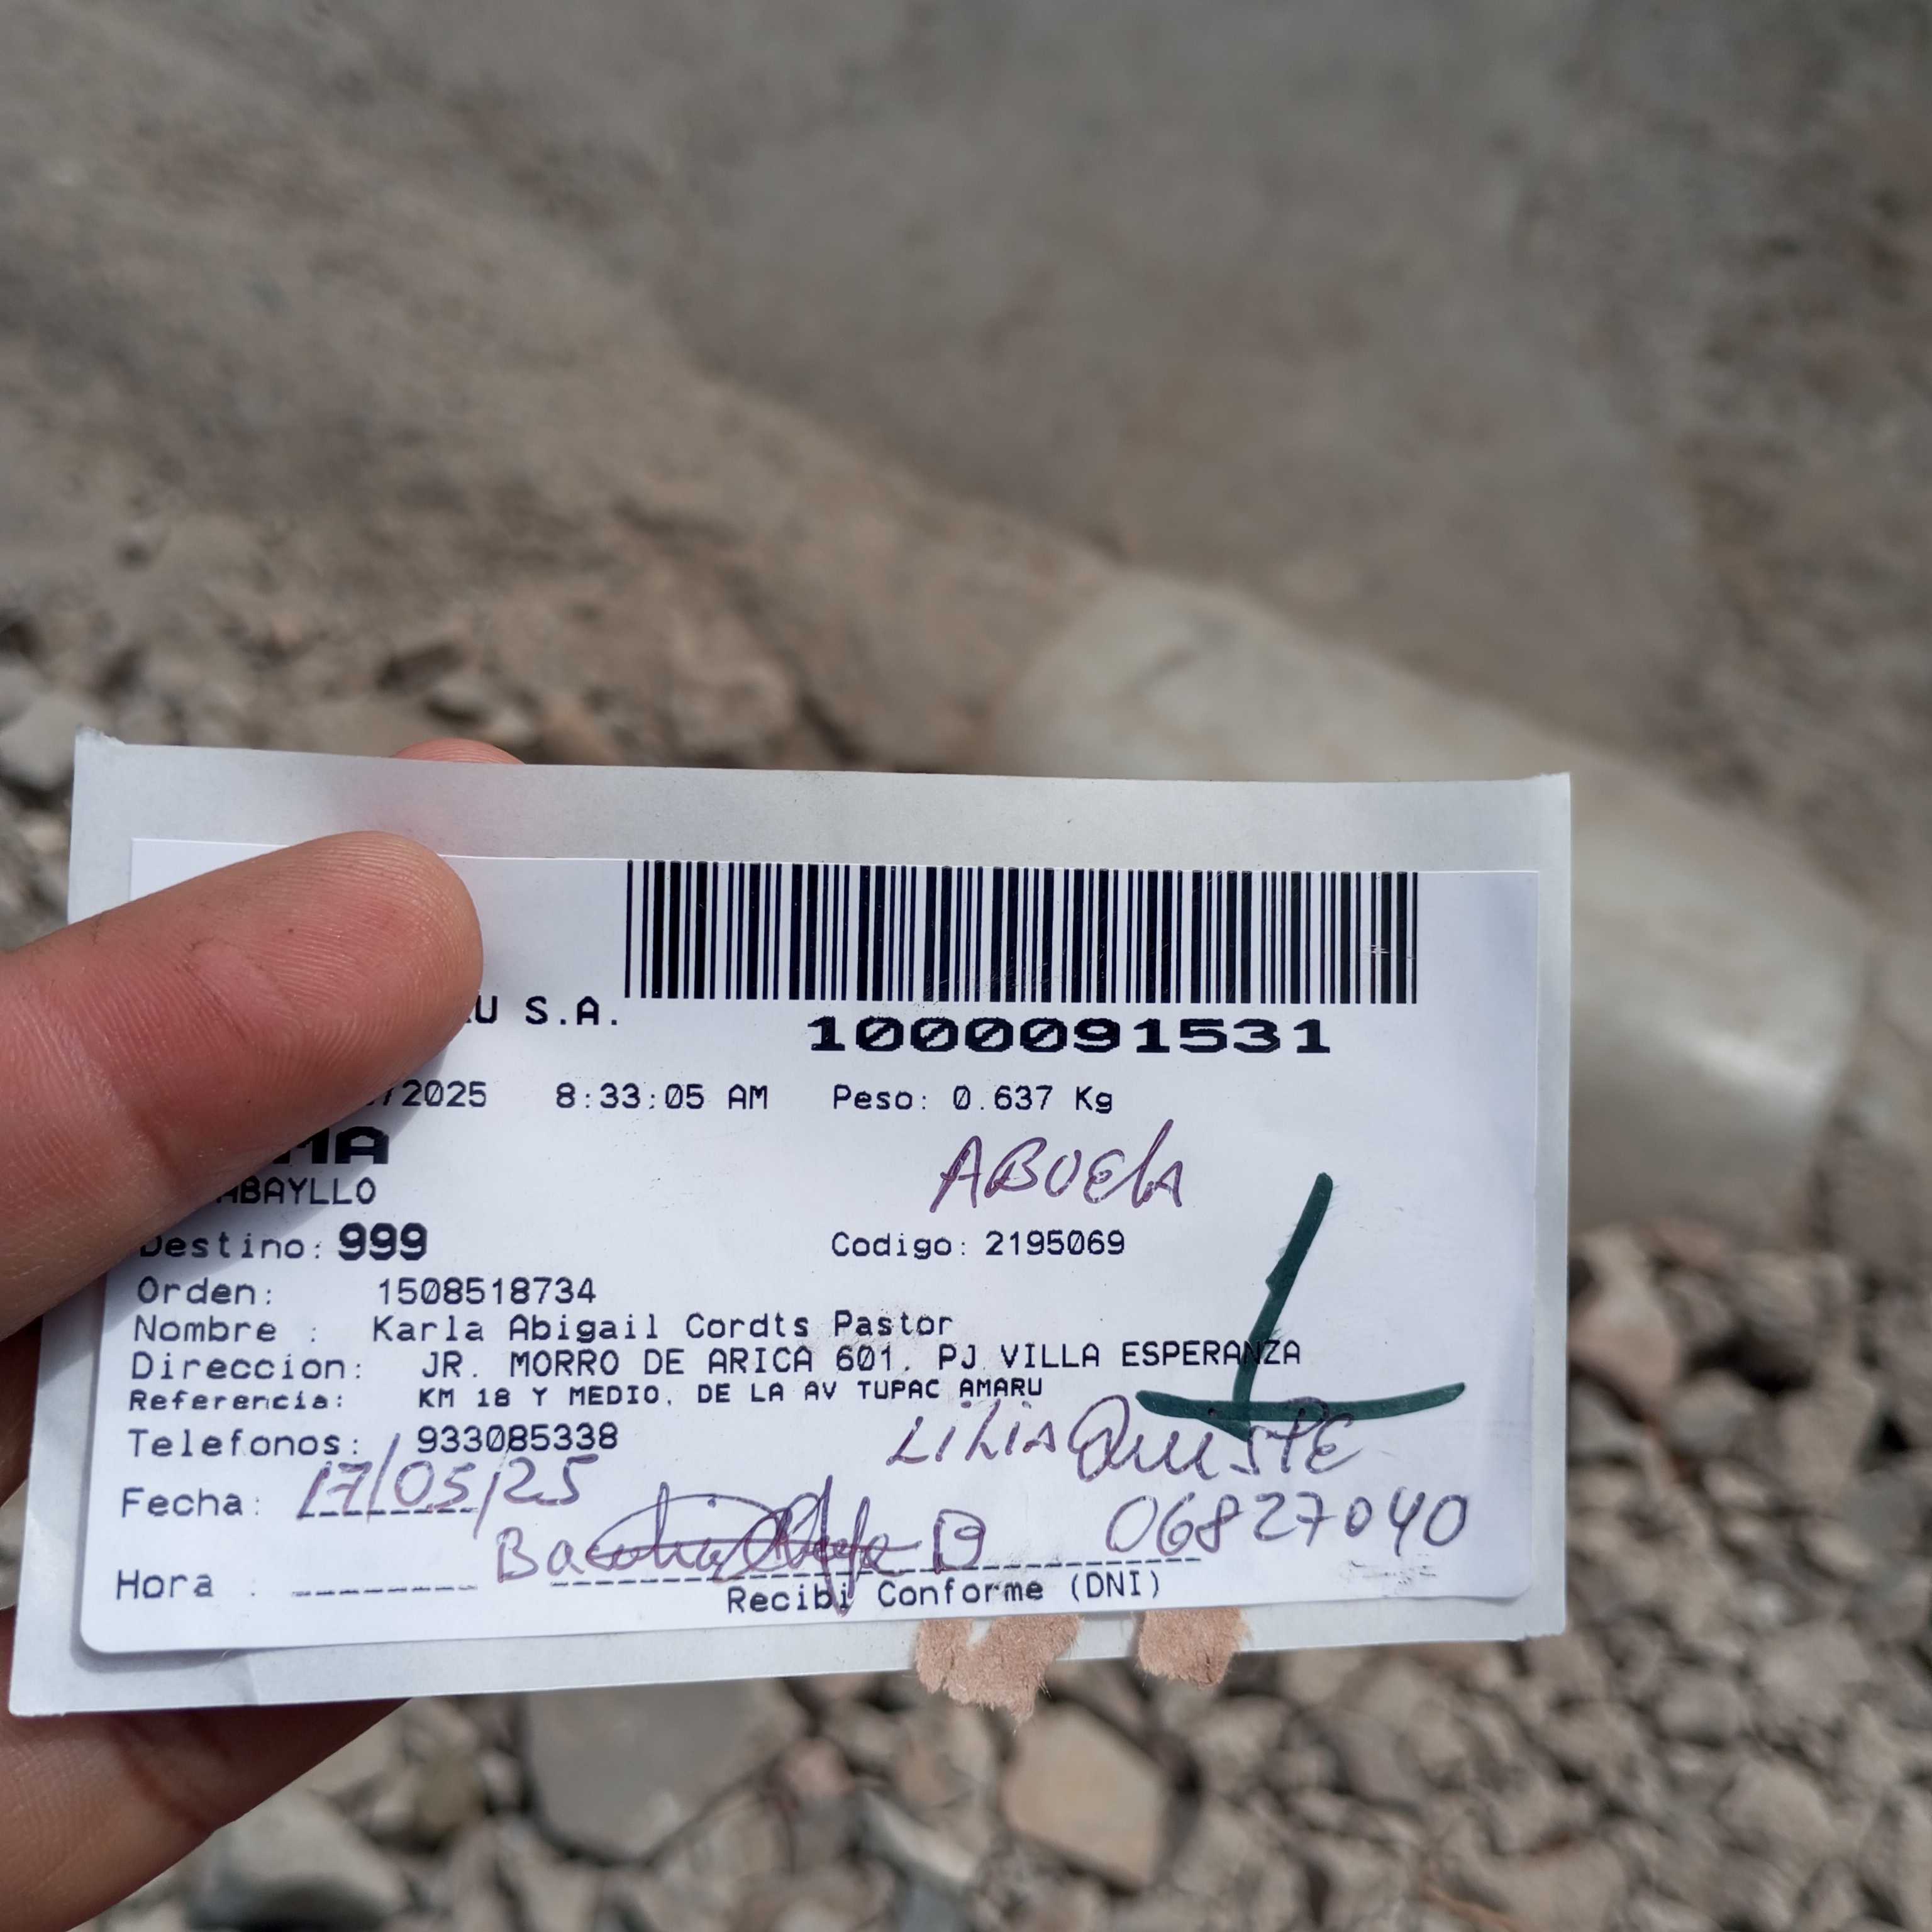 U S.A.
1000091531
/2025 8:33:05 AM Peso: 0.637 Kg
MA
ABUELA
ABAYLLO
Destino: 999 Codigo: 2195069
Orden: 1508518734
Nombre : Karla Abigail Cordts Pastor
Direccion: JR. MORRO DE ARICA 601. PJ VILLA ESPERANZA
Referencia: KM 18 Y MEDIO. DE LA AV TUPAC AMARU
Telefonos: 933085338
LiLiA
Fecha: 17/05/25
06827040
Hora :
Recibi Conforme (DNI)